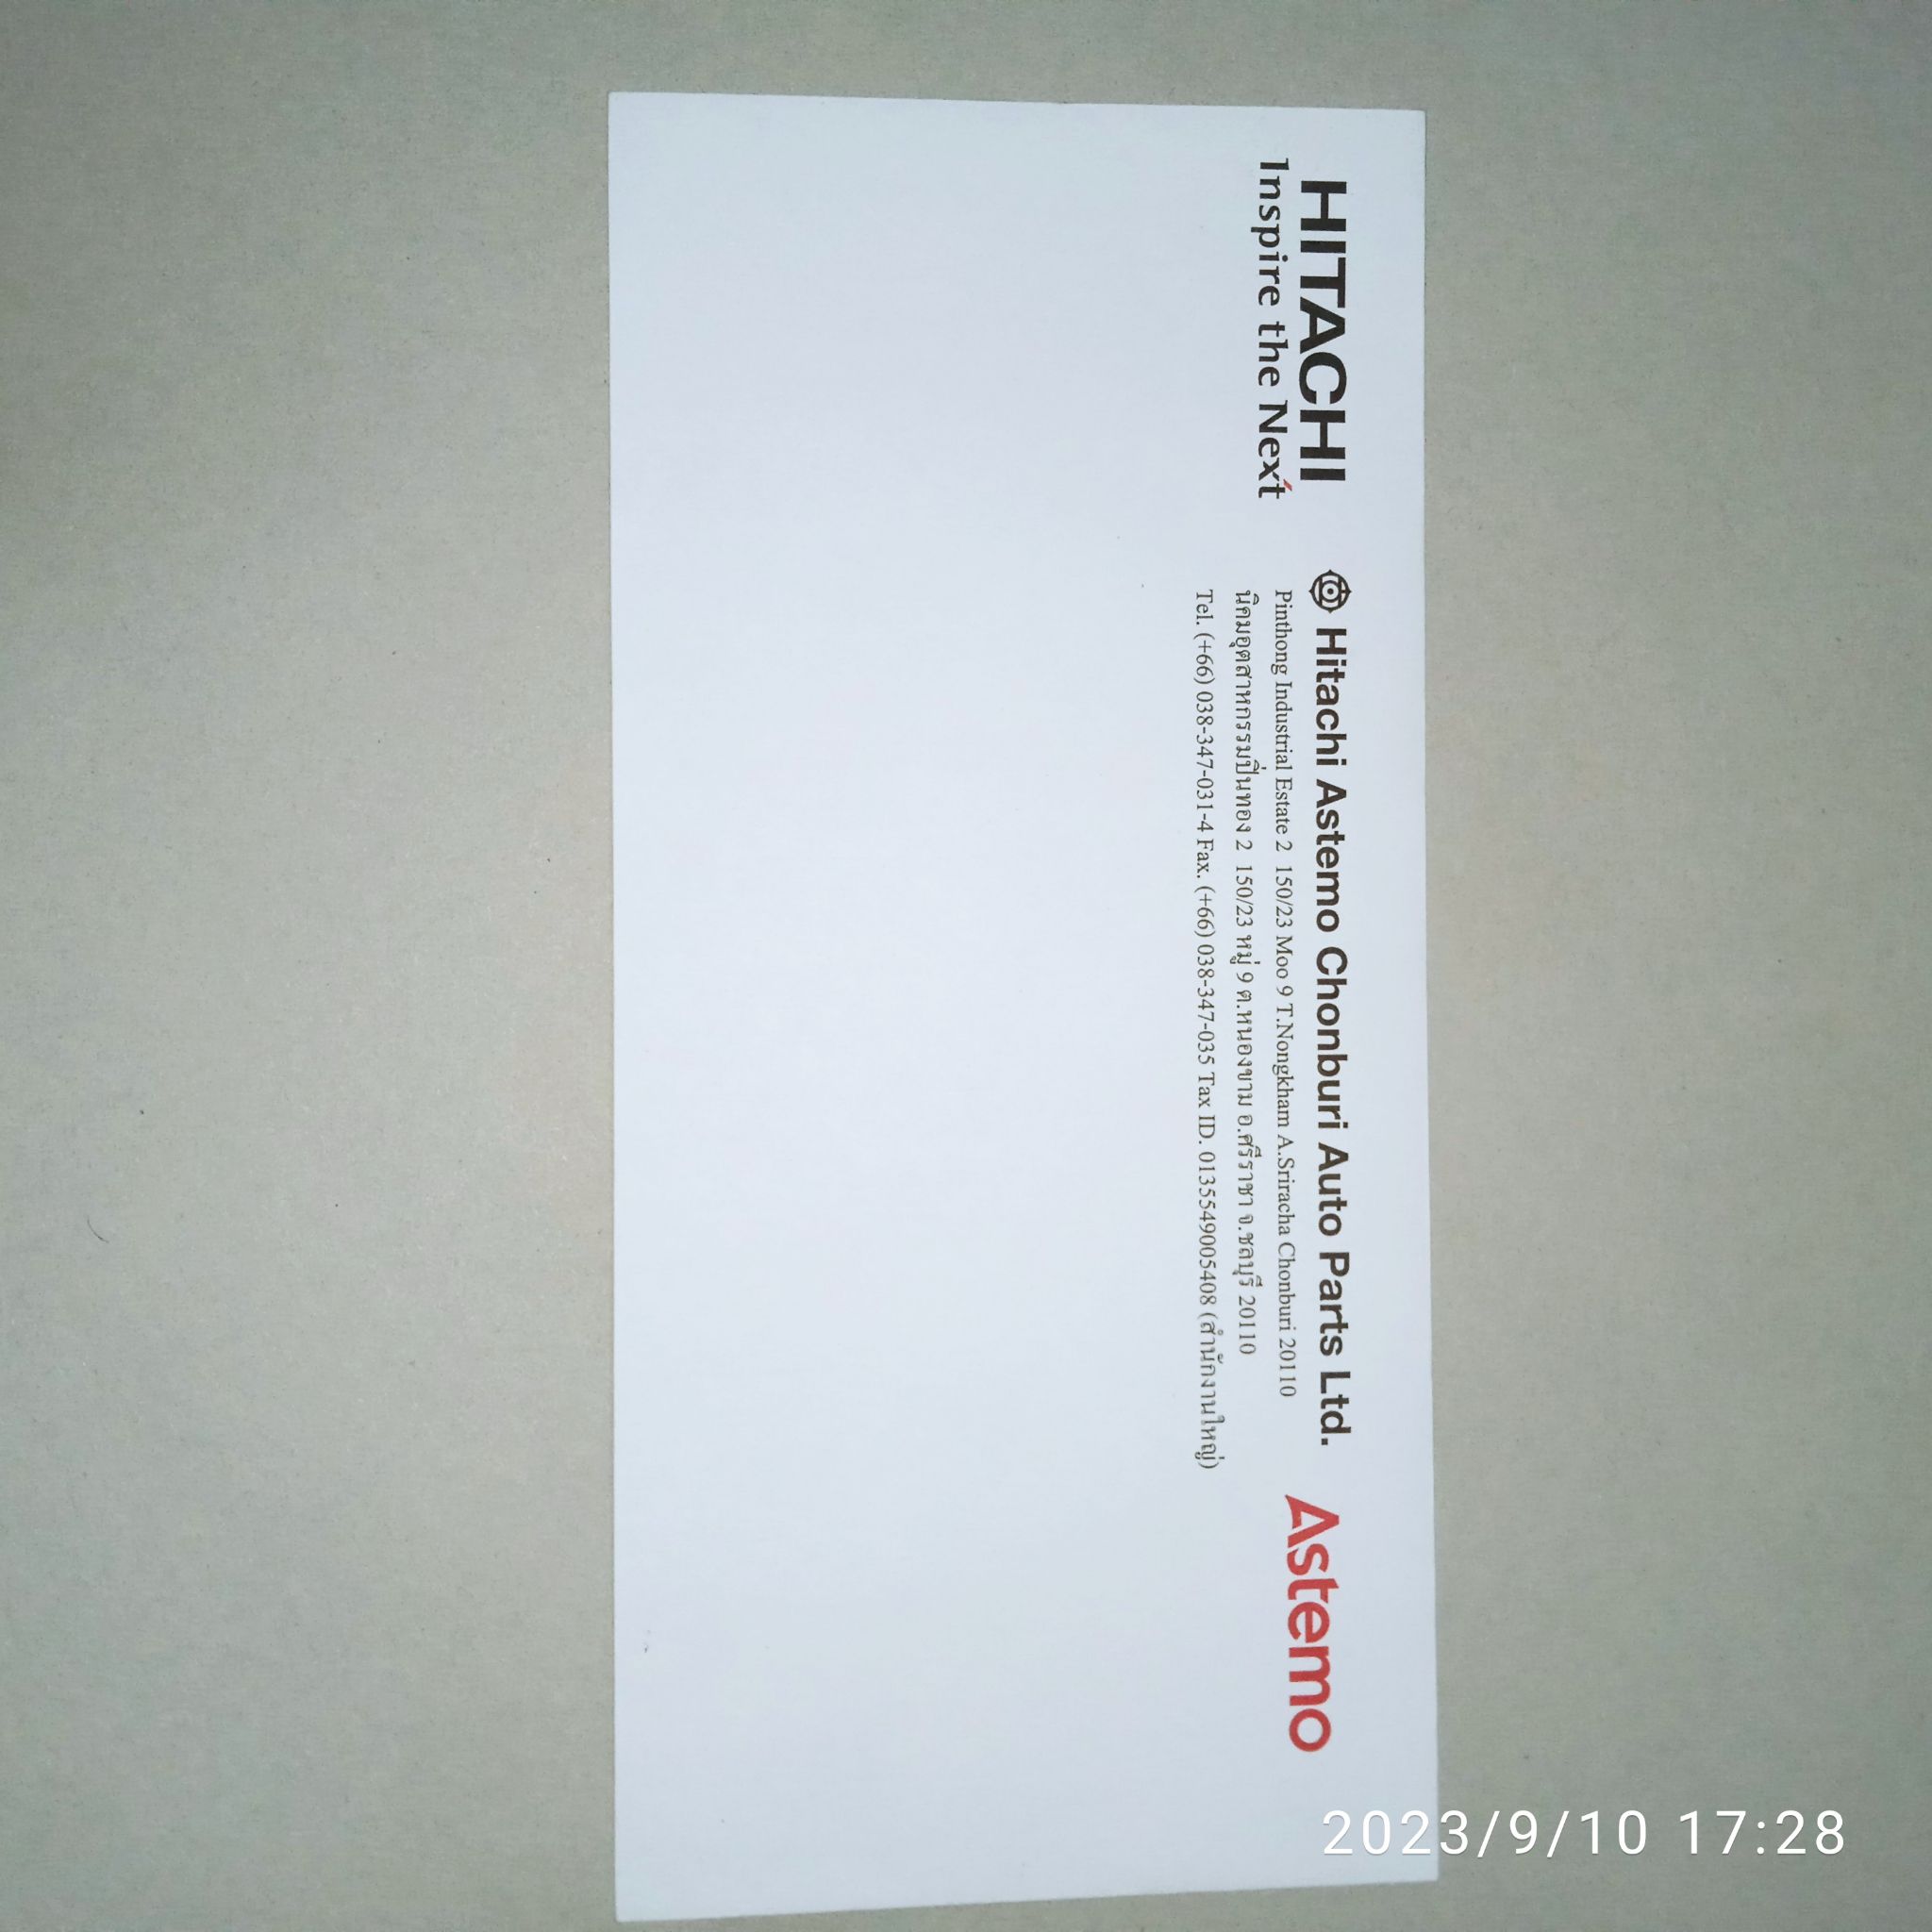 HITACHI
Inspire the Next
Hitachi Astemo Chonburi Auto Parts Ltd.
Pinthong Industrial Estate 2 150/23 Moo 9 T.Nongkham A.Sriracha Chonburi 20110
นิคมอุตสาหกรรมปิ่นทอง 2 150/23 หมู่ 9 ต.หนองขาม อ.ศรีราชา จ.ชลบุรี 20110
Tel. (+66) 038-347-031-4 Fax. (+66) 038-347-035 Tax ID. 0135549005408 (สำนักงานใหญ่)
Astemo
2023/9/10 17:28